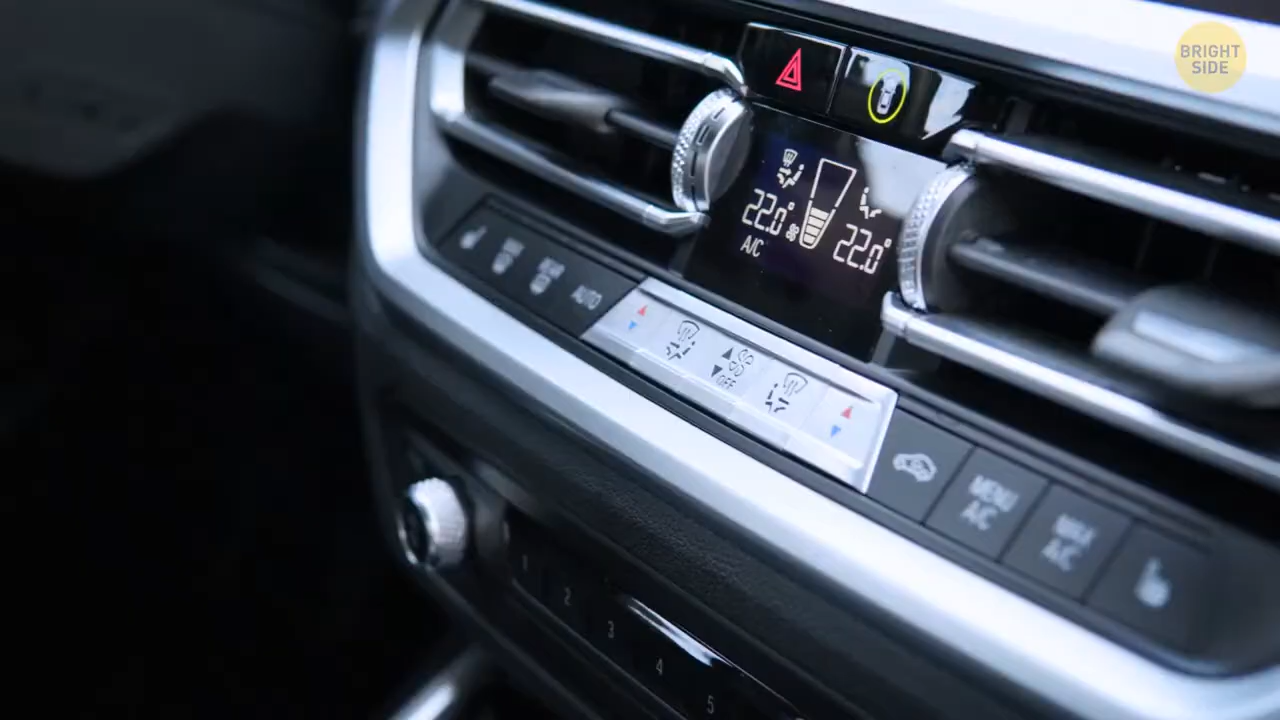 BRIGHT
SIDE
22.0°
22.0°
A/C
AUTO
OFF
MENU
A/C
MAX
A/C
1
2
3
4
5